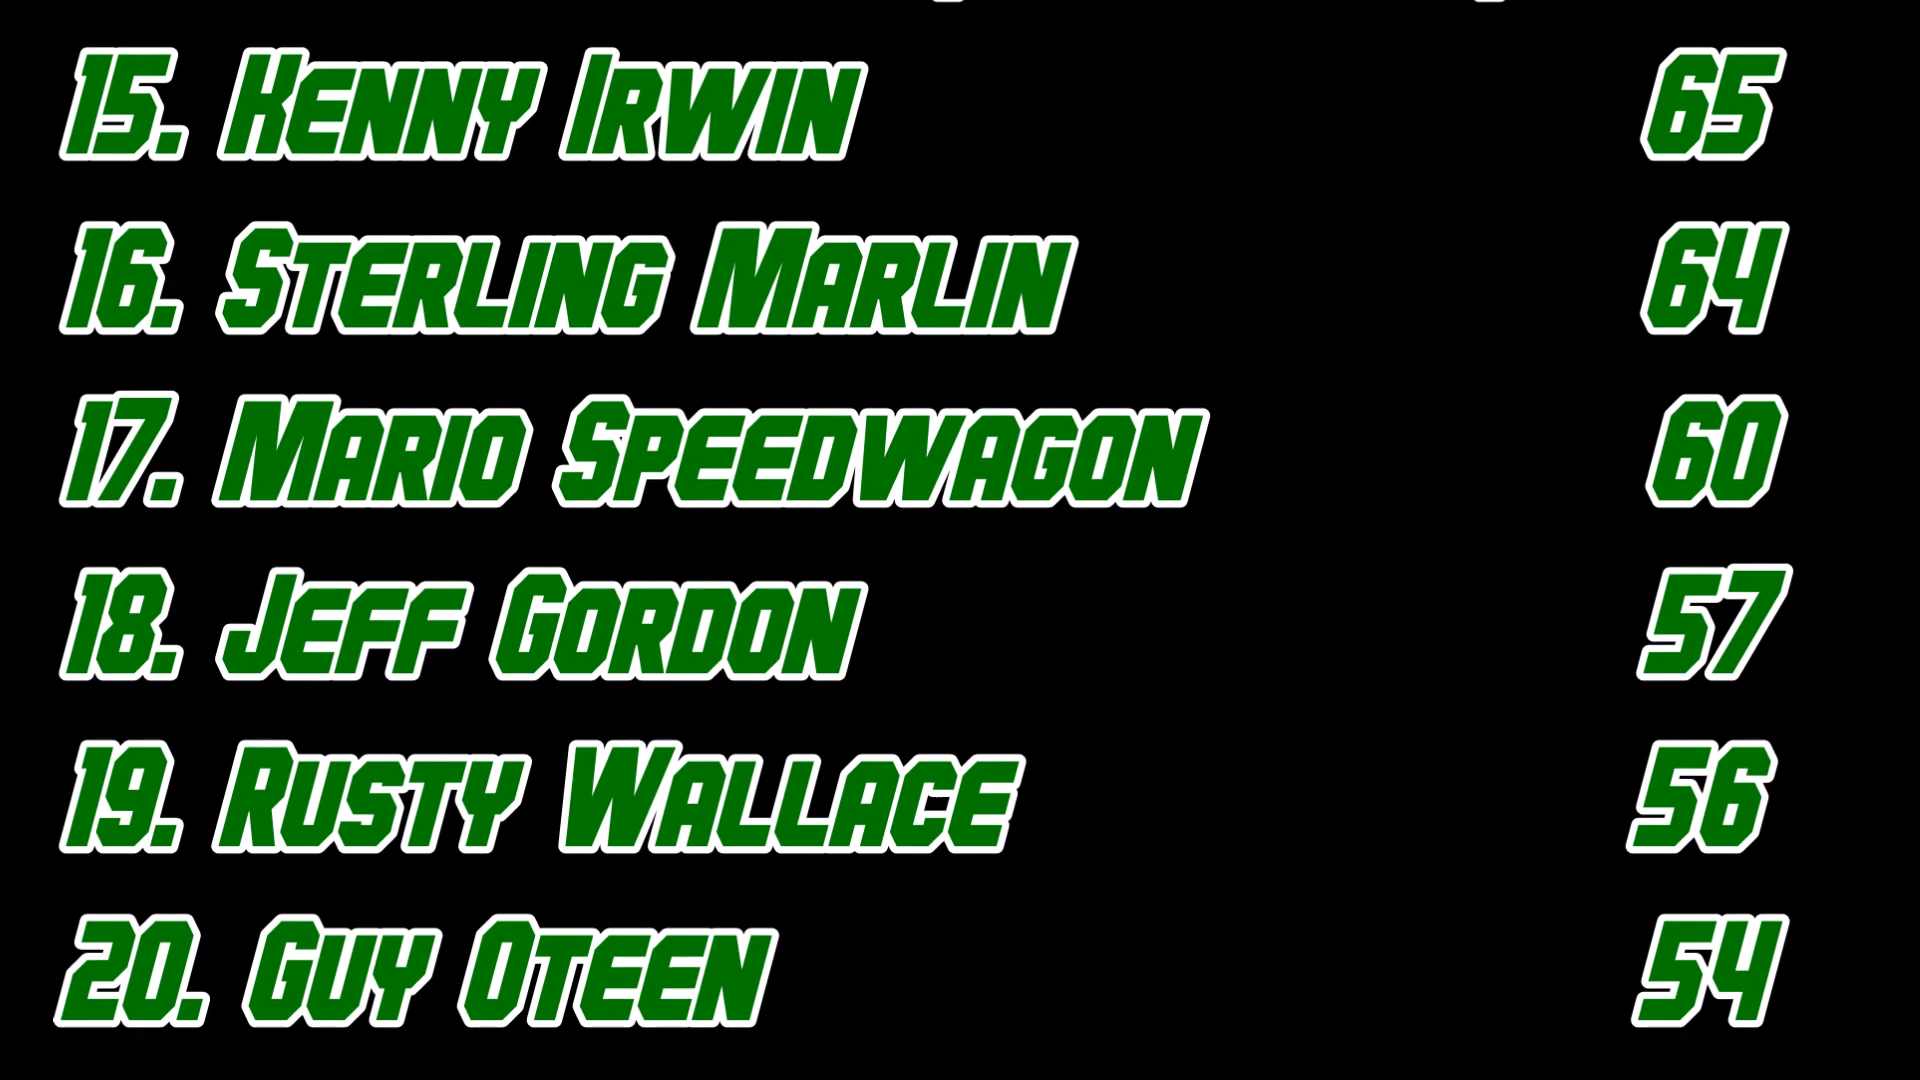 15. Kenny Irwin 65
16. Sterling Marlin 64
17. Mario Speedwagon 60
18. Jeff Gordon 57
19. Rusty Wallace 56
20. Guy Oteen 54